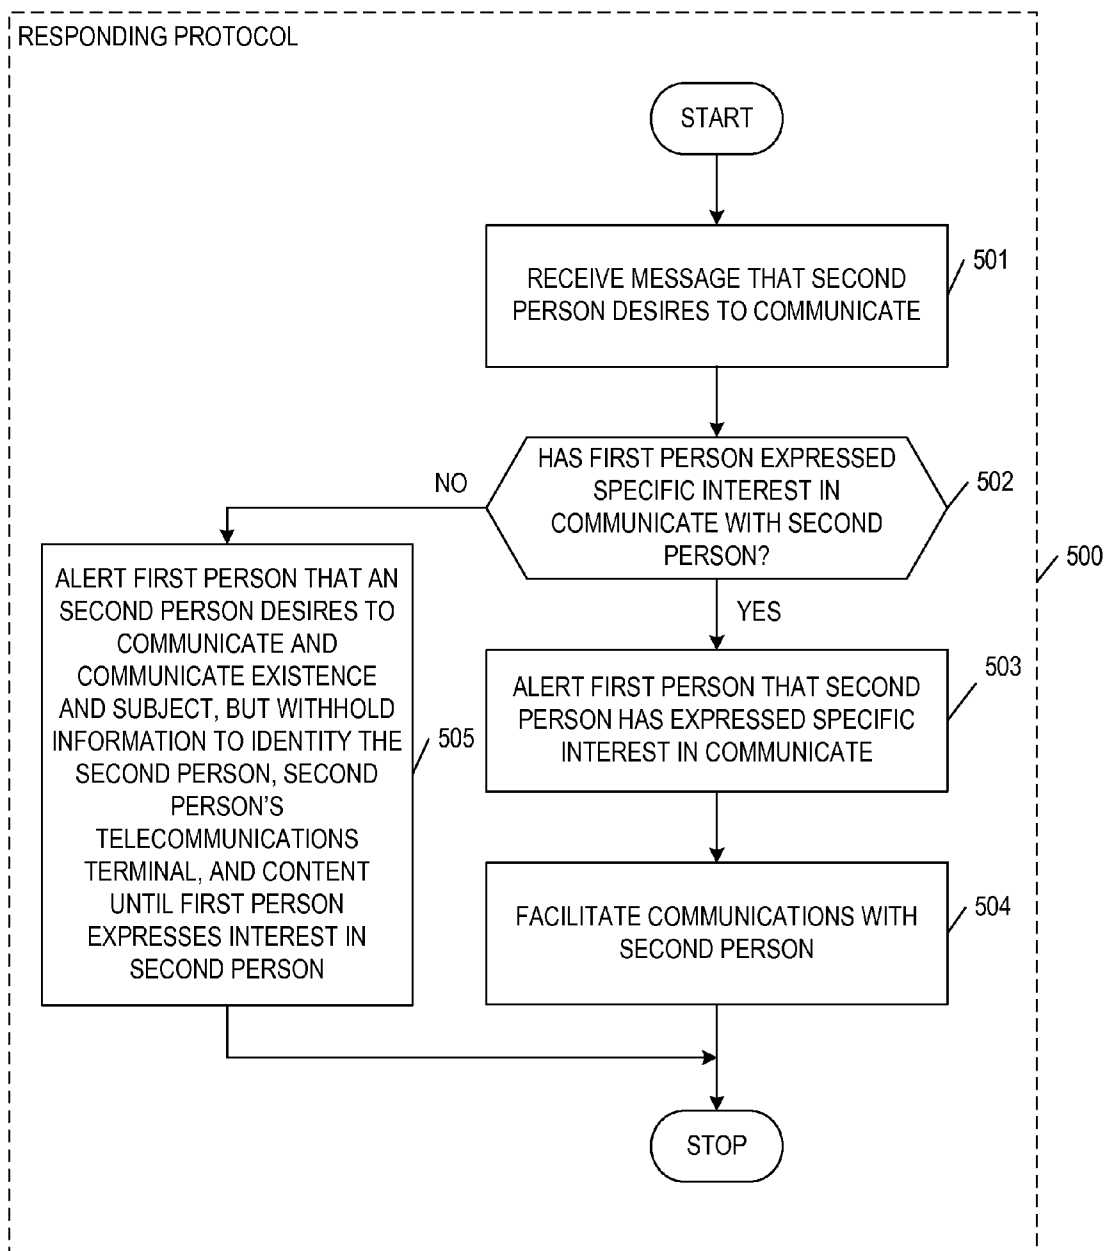 RESPONDING PROTOCOL
START
RECEIVE MESSAGE THAT SECOND
PERSON DESIRES TO COMMUNICATE
501
HAS FIRST PERSON EXPRESSED
SPECIFIC INTEREST IN
COMMUNICATE WITH SECOND
PERSON?
502
NO
YES
500
ALERT FIRST PERSON THAT SECOND
PERSON HAS EXPRESSED SPECIFIC
INTEREST IN COMMUNICATE
503
ALERT FIRST PERSON THAT AN
SECOND PERSON DESIRES TO
COMMUNICATE AND
COMMUNICATE EXISTENCE
AND SUBJECT, BUT WITHHOLD
INFORMATION TO IDENTITY THE
SECOND PERSON, SECOND
PERSON'S
TELECOMMUNICATIONS
TERMINAL, AND CONTENT
UNTIL FIRST PERSON
EXPRESSES INTEREST IN
SECOND PERSON
505
FACILITATE COMMUNICATIONS WITH
SECOND PERSON
504
STOP